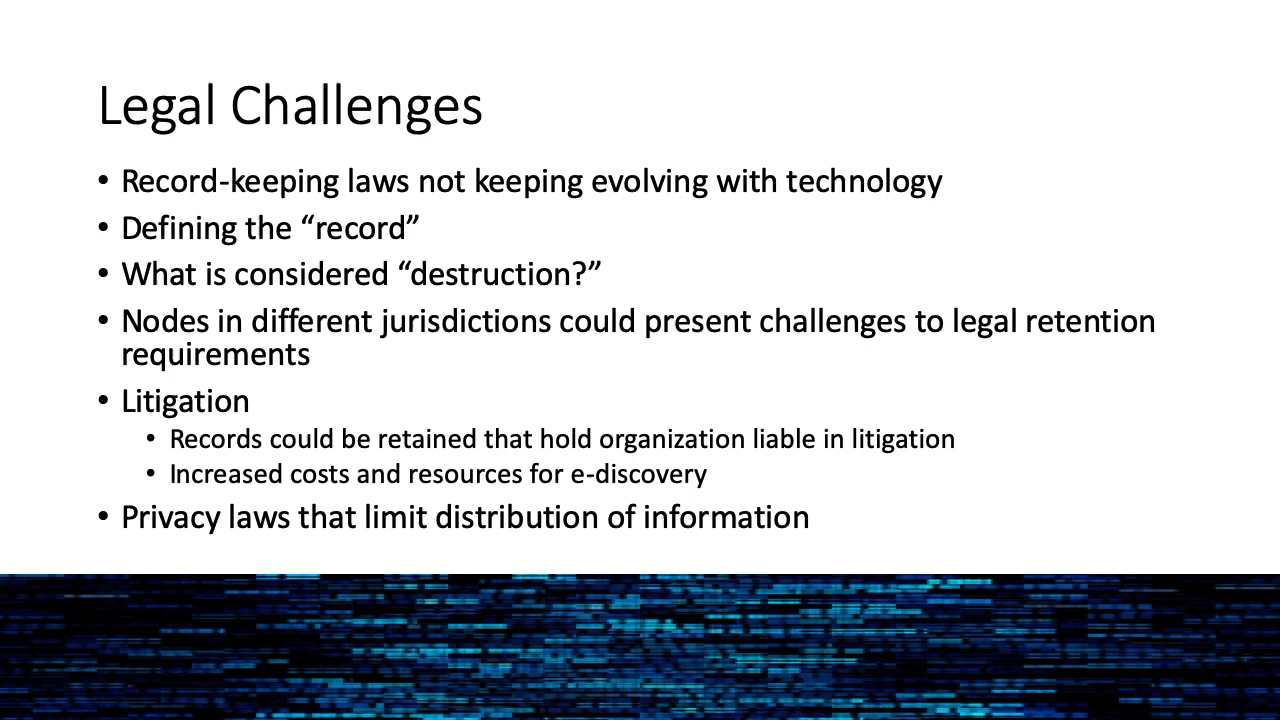 Legal Challenges
• Record-keeping laws not keeping evolving with technology
• Defining the “record”
• What is considered “destruction?”
• Nodes in different jurisdictions could present challenges to legal retention
requirements
• Litigation
• Records could be retained that hold organization liable in litigation
• Increased costs and resources for e-discovery
• Privacy laws that limit distribution of information